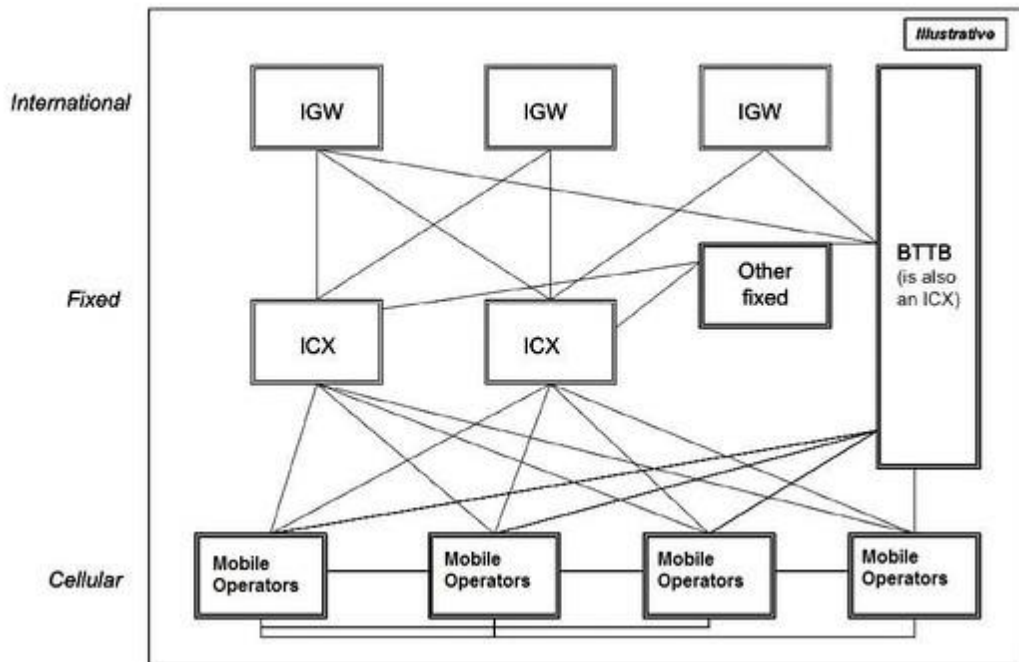 Illustrative
International
IGW
IGW
IGW
BTTB
(is also
an ICX)
Other
fixed
Fixed
ICX
ICX
Cellular
Mobile
Operators
Mobile
Operators
Mobile
Operators
Mobile
Operators